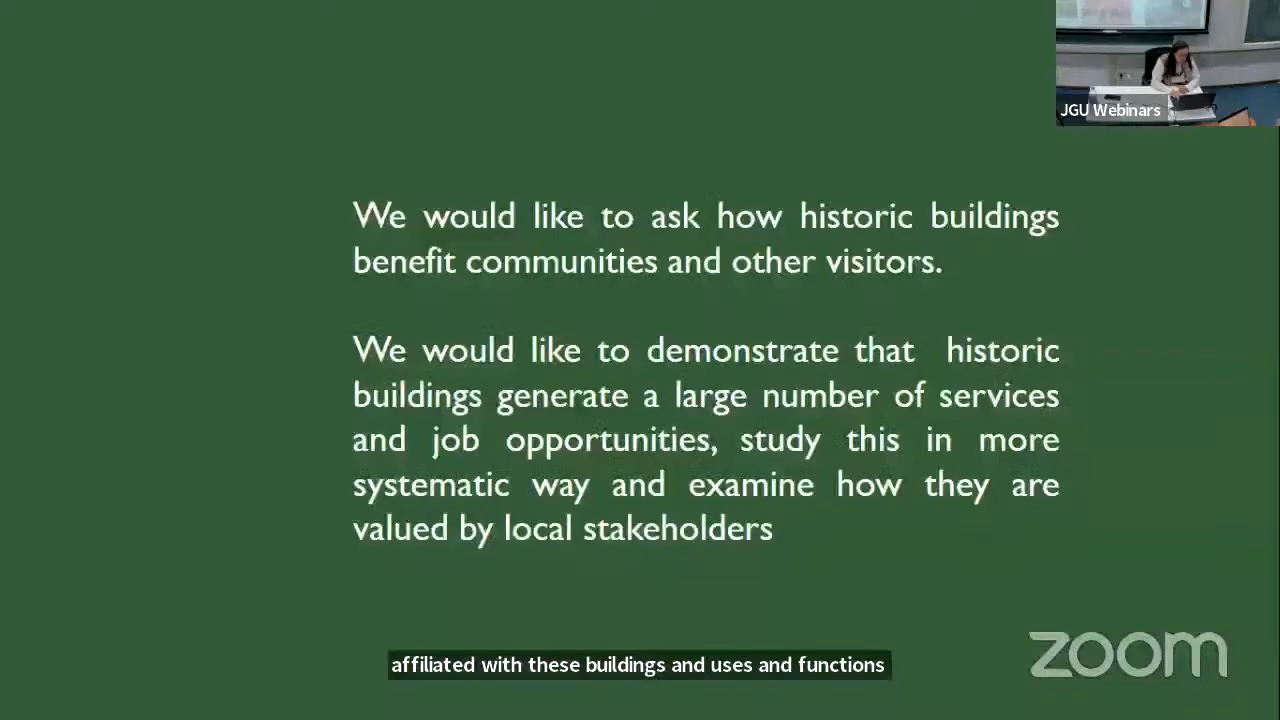 JGU Webinars
We would like to ask how historic buildings
benefit communities and other visitors.
We would like to demonstrate that historic
buildings generate a large number of services
and job opportunities, study this in more
systematic way and examine how they are
valued by local stakeholders
affiliated with these buildings and uses and functions
zoom